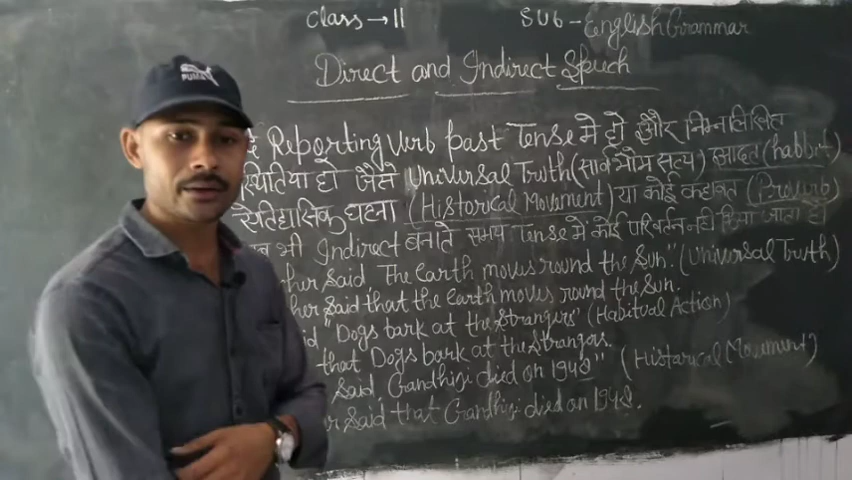 Class → 11
SUb - English Grammar
Direct and Indirect Speech
PUMA
Reporting Verb past Tense में हो और निम्नलिखित
स्थितियां हो जैसे Universal Truth (सार्वभौम सत्य) आदत (habbit)
ऐतिहासिक घटना (Historical Movement) या कोई कहावत (Proverb)
भी Indirect बनाते समय Tense में कोई परिवर्तन नहीं किया जाता है
her Said, The earth moves round the Sun." (Universal Truth)
her Said that the earth moves round the Sun.
"Dogs bark at the strangers" (Habitual Action)
that Dogs bark at the Strangers.
Said, Gandhiji died on 1948" (Historical Movement)
r Said that Gandhiji died on 1948.